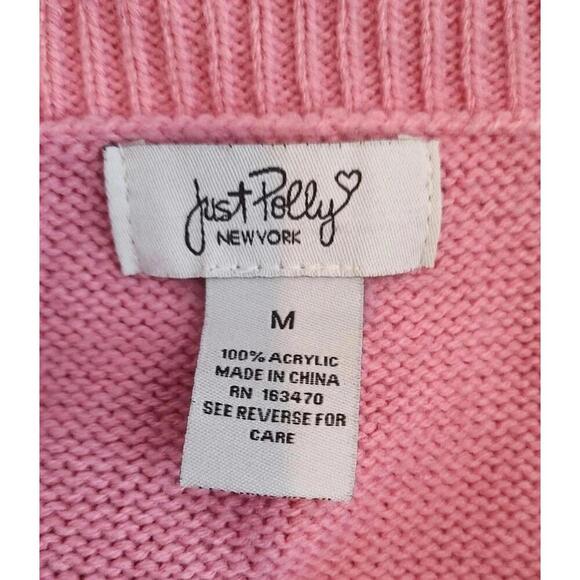 Just Polly
NEW YORK
M
100% ACRYLIC
MADE IN CHINA
RN 163470
SEE REVERSE FOR
CARE